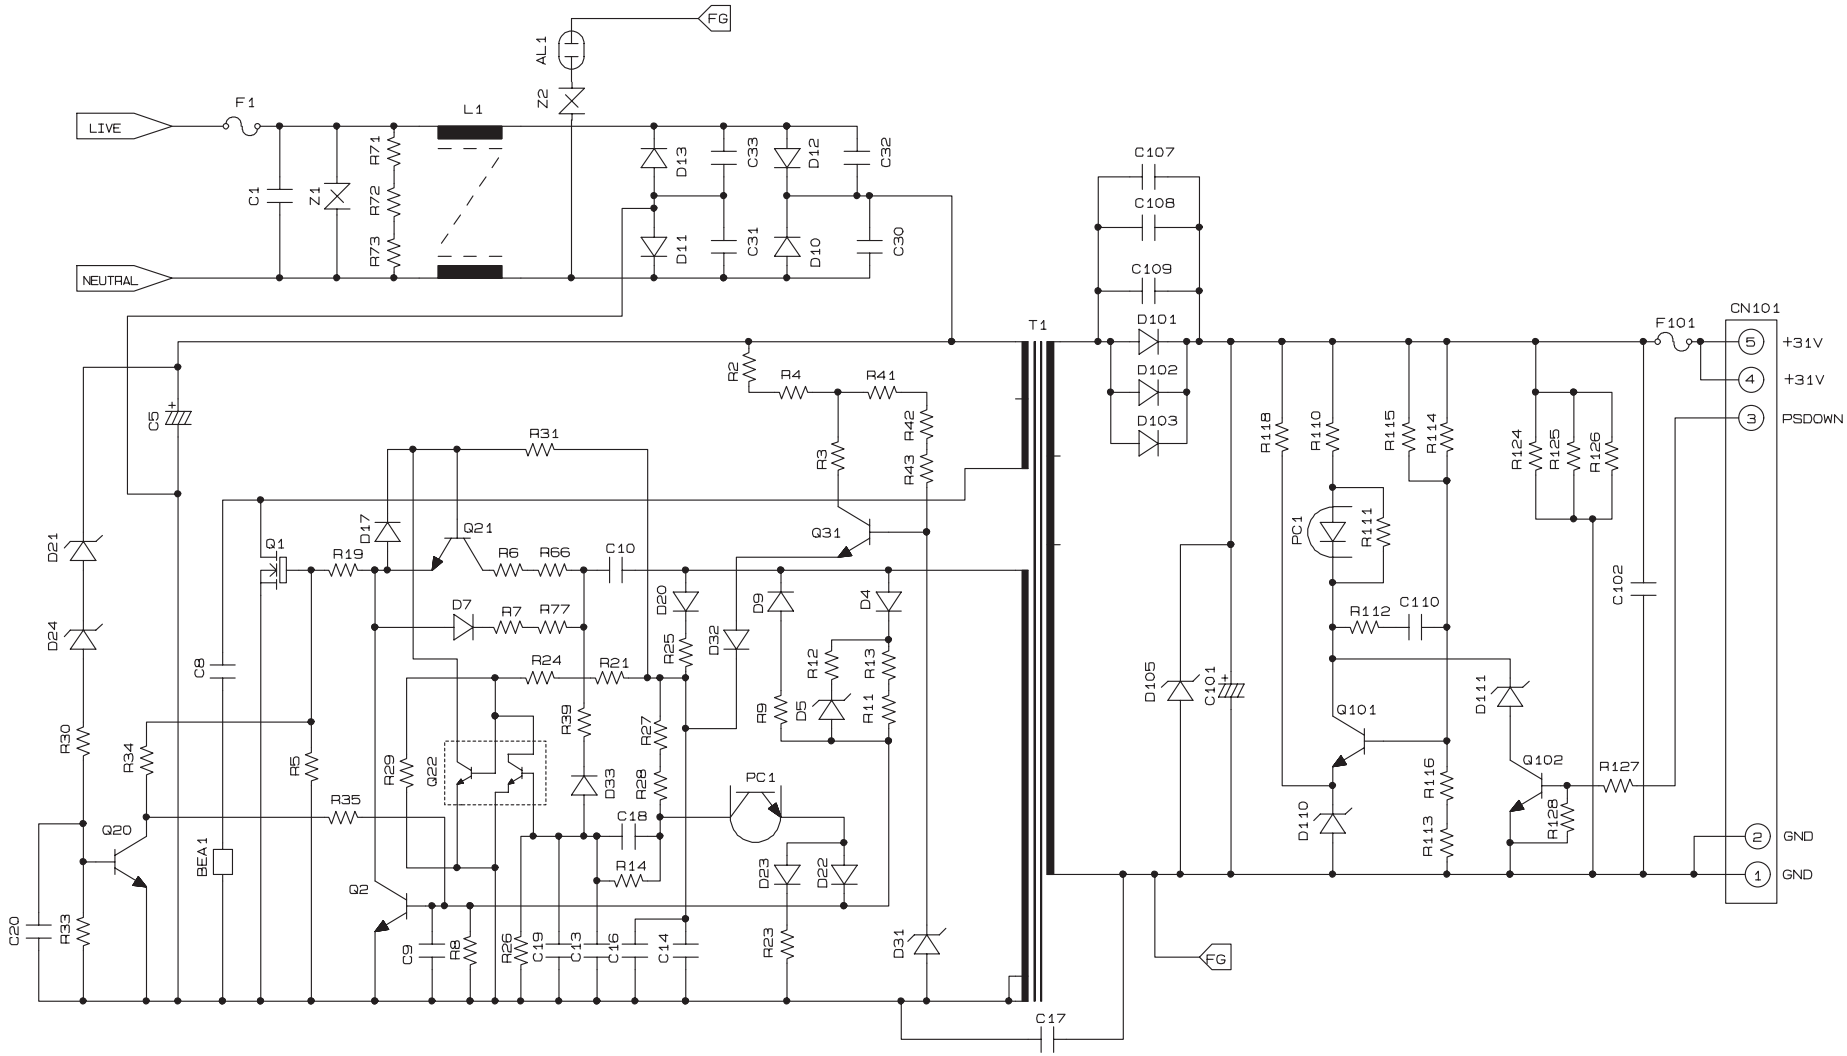 FG
AL1
Z2
F1
L1
LIVE
R71
D13
C33
D12
C32
C107
C1
Z1
R72
C108
R73
D11
C31
D10
C30
NEUTRAL
C109
CN101
T1
D101
F101
5
+31V
R2
R4
R41
D102
4
+31V
C5
+
R42
D103
3
PSDOWN
R31
R3
R43
R118
R110
R115
R114
R124
R125
R126
D21
Q1
R19
D17
Q21
R6
R66
C10
Q31
PC1
R111
D24
D7
R7
R77
D20
R25
D32
D9
D4
R112
C110
C102
C8
R24
R21
R12
R13
D105
C101
+
D111
R30
R34
R5
R29
Q22
R39
R27
R9
D5
R11
Q101
D33
R28
PC1
Q102
R127
R116
R128
Q20
R35
C18
D110
R113
2
GND
BEA1
Q2
R14
D23
D22
1
GND
C20
R33
C9
R8
R26
C19
C13
C16
C14
R23
D31
FG
C17